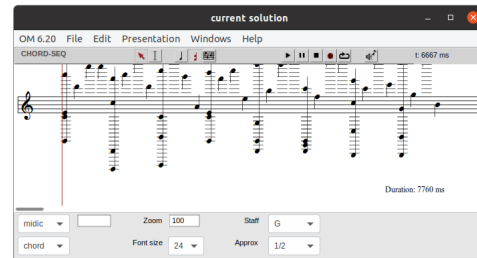 current solution
OM 6.20 File Edit Presentation Windows Help
CHORD-SEQ t: 6667 ms
Duration: 7760 ms
midic Zoom 100 Staff G
chord Font size 24 Approx 1/2